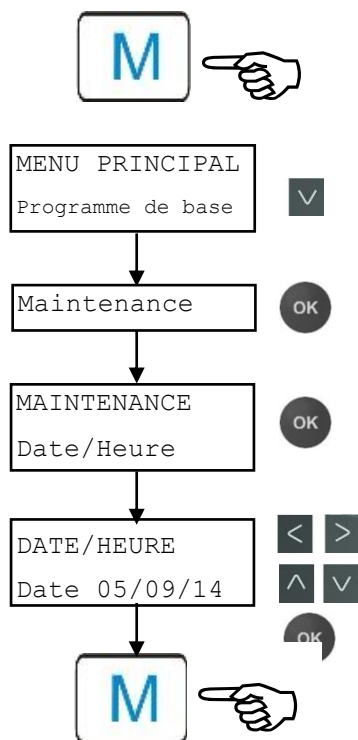 M
MENU PRINCIPAL
Programme de base
Maintenance
OK
MAINTENANCE
Date/Heure
OK
DATE/HEURE
Date 05/09/14
OK
M